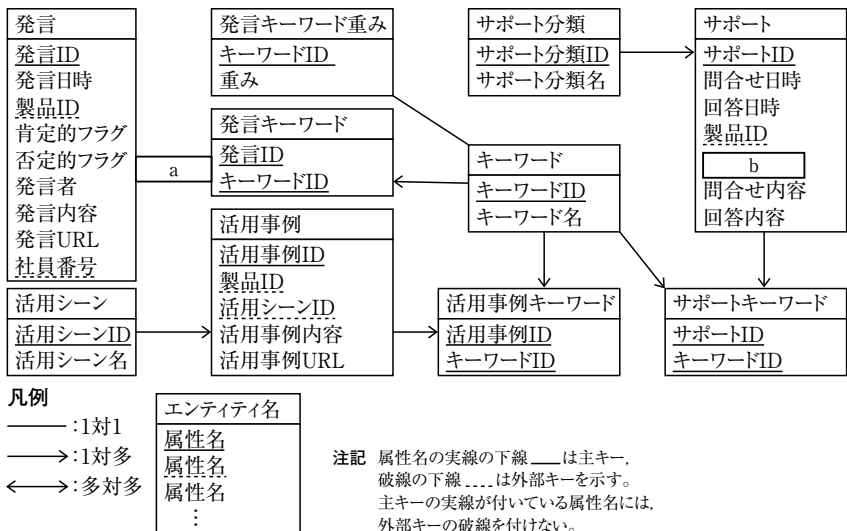 発言
発言ID
発言日時
製品ID
肯定的フラグ
否定的フラグ
発言者
発言内容
発言URL
社員番号
a
発言キーワード重み
キーワードID
重み
発言キーワード
発言ID
キーワードID
サポート分類
サポート分類ID
サポート分類名
サポート
サポートID
問合せ日時
回答日時
製品ID
b
問合せ内容
回答内容
キーワード
キーワードID
キーワード名
活用事例
活用事例ID
製品ID
活用シーンID
活用事例内容
活用事例URL
活用シーン
活用シーンID
活用シーン名
活用事例キーワード
活用事例ID
キーワードID
サポートキーワード
サポートID
キーワードID
凡例
:1対1
:1対多
:多対多
エンティティ名
属性名
属性名
属性名
⋮
注記 属性名の実線の下線___は主キー,
破線の下線....は外部キーを示す。
主キーの実線が付いている属性名には,
外部キーの破線を付けない。